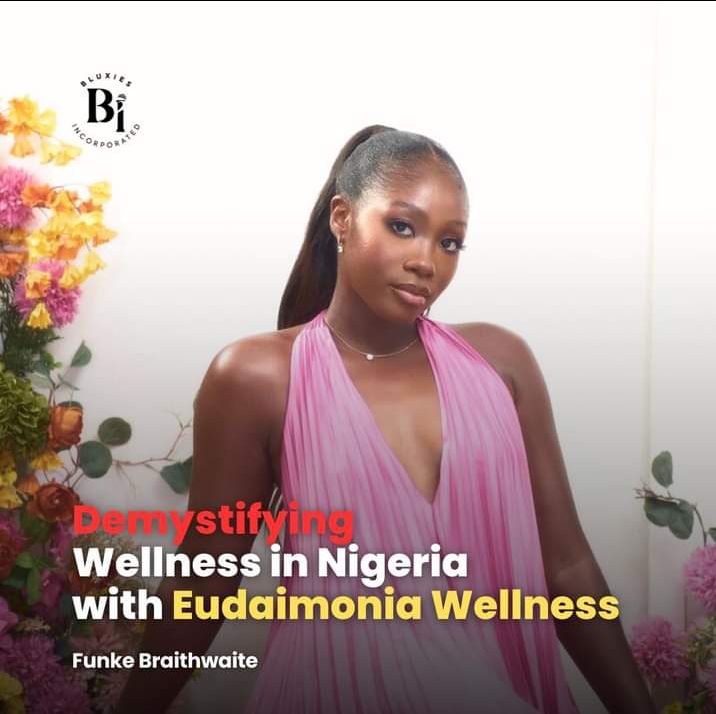 BLUXIES
Bi
INCORPORATED
Demystifying
Wellness in Nigeria
with Eudaimonia Wellness
Funke Braithwaite